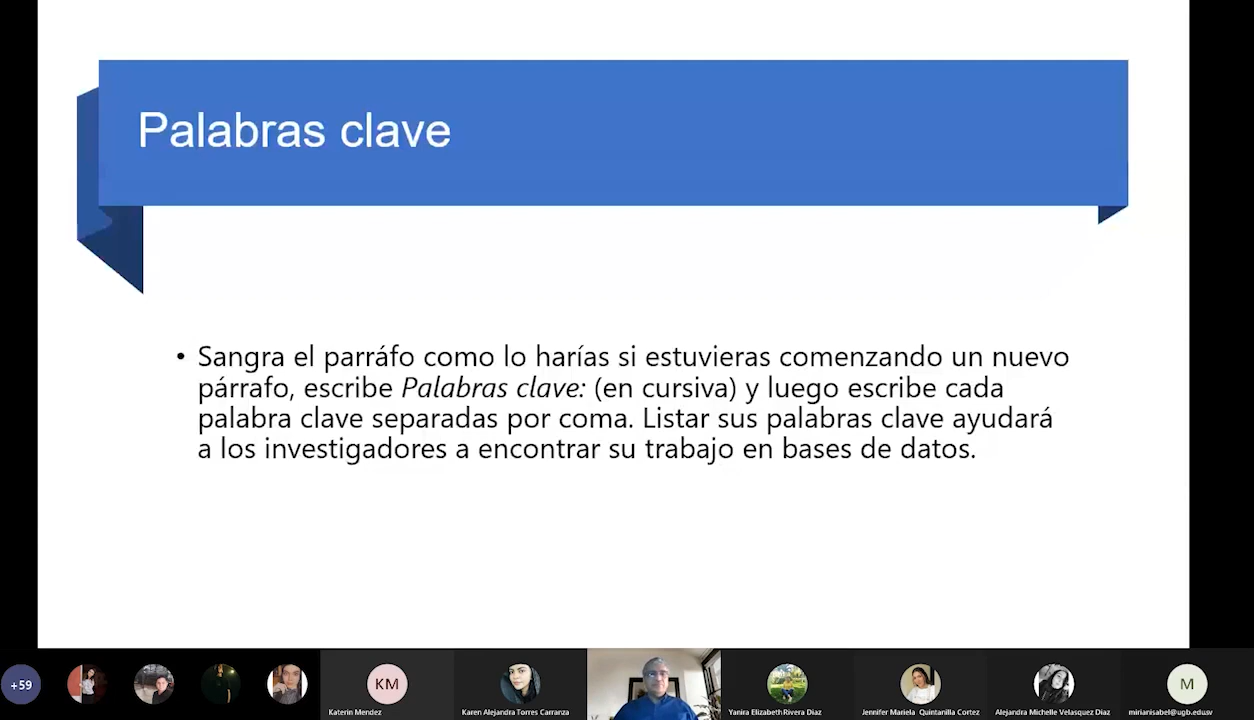 Palabras clave
• Sangra el parráfo como lo harías si estuvieras comenzando un nuevo
párrafo, escribe Palabras clave: (en cursiva) y luego escribe cada
palabra clave separadas por coma. Listar sus palabras clave ayudará
a los investigadores a encontrar su trabajo en bases de datos.
+59
KM
M
Katerin Mendez
Karen Alejandra Torres Carranza
Yanira Elizabeth Rivera Diaz
Jennifer Mariela Quintanilla Cortez
Alejandra Michelle Velasquez Diaz
miriarisabel@ugb.edu.sv